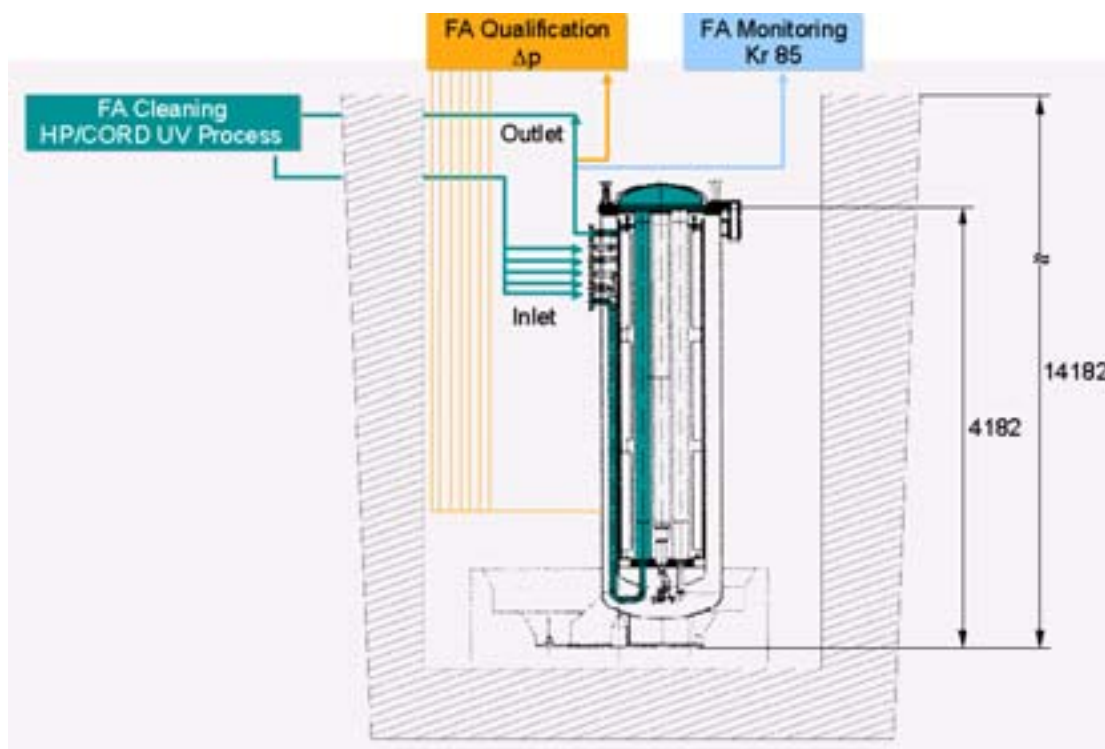 FA Qualification
Δp
FA Monitoring
Kr 85
FA Cleaning
HP/CORD UV Process
Outlet
Inlet
≈
14182
4182